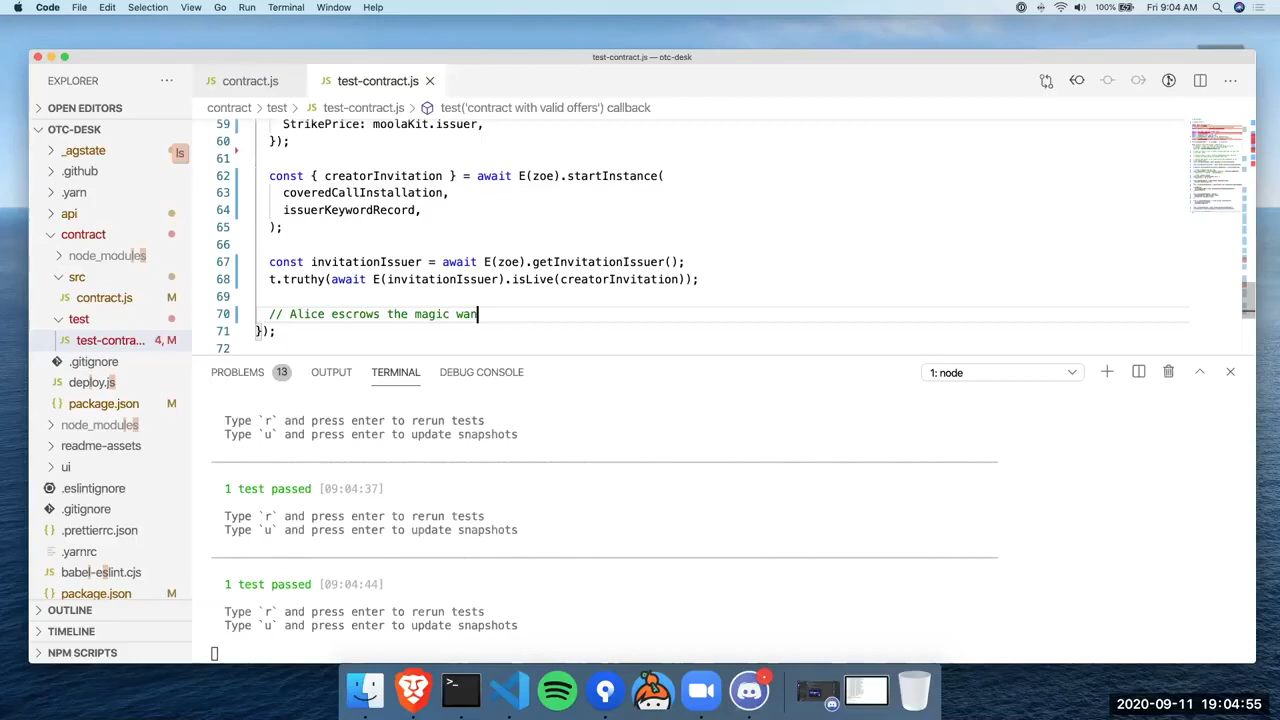 Code File Edit Selection View Go Run Terminal Window Help
100% Fri 9:04 AM
test-contract.js — otc-desk
EXPLORER
contract.js
test-contract.js
contract > test > test-contract.js > test('contract with valid offers') callback
OPEN EDITORS
OTC-DESK
_agstate
ls
.github
.yarn
api
contract
node_modules
src
contract.js M
test
test-contra... 4, M
.gitignore
deploy.js
package.json M
node_modules
readme-assets
ui
.eslintignore
.gitignore
.prettierrc.json
.yarnrc
babel-eslint.cjs
package.json M
OUTLINE
TIMELINE
NPM SCRIPTS
59 StrikePrice: moolaKit.issuer,
60 });
61
62 const { creatorInvitation } = await E(zoe).startInstance(
63 coveredCallInstallation,
64 issuerKeywordRecord,
65 );
66
67 const invitationIssuer = await E(zoe).getInvitationIssuer();
68 t.truthy(await E(invitationIssuer).isLive(creatorInvitation));
69
70 // Alice escrows the magic wan
71 });
72
PROBLEMS 13 OUTPUT TERMINAL DEBUG CONSOLE
1: node
Type `r` and press enter to rerun tests
Type `u` and press enter to update snapshots
1 test passed [09:04:37]
Type `r` and press enter to rerun tests
Type `u` and press enter to update snapshots
1 test passed [09:04:44]
Type `r` and press enter to rerun tests
Type `u` and press enter to update snapshots
2020-09-11 19:04:55